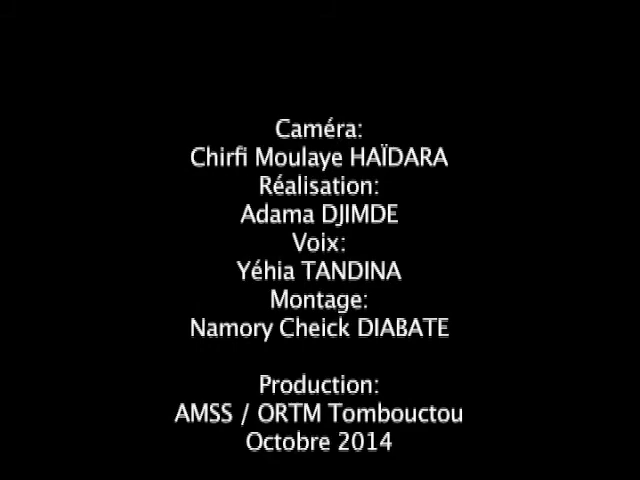 Caméra:
Chirfi Moulaye HAÏDARA
Réalisation:
Adama DJIMDE
Voix:
Yéhia TANDINA
Montage:
Namory Cheick DIABATE
Production:
AMSS / ORTM Tombouctou
Octobre 2014